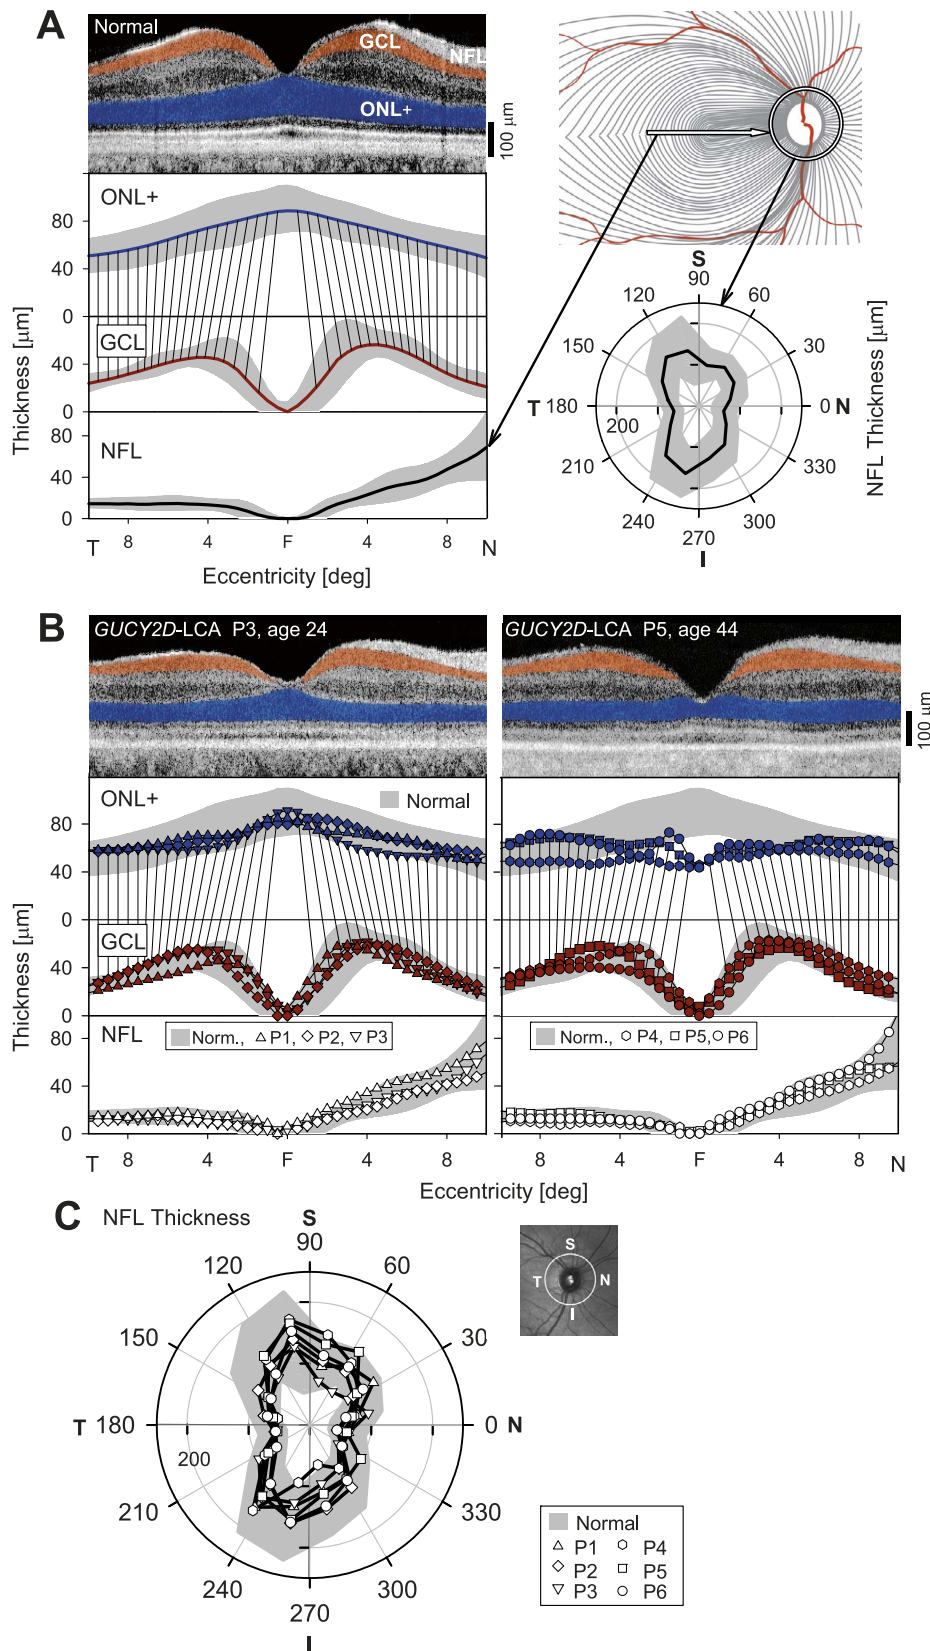 A
Normal
GCL
NFL
ONL+
100 µm
ONL+
80
40
0
GCL
40
0
80
NFL
40
0
T 8 4 F 4 8 N
Eccentricity [deg]
Thickness [µm]
S
90
120 60
150 30
T 180 0 N
200
210 330
240 300
270
I
NFL Thickness [µm]
B
GUCY2D-LCA P3, age 24
GUCY2D-LCA P5, age 44
100 µm
ONL+
Normal
80
40
0
GCL
40
0
NFL
Norm., P1, P2, P3
Norm., P4, P5, P6
80
40
0
T 8 4 F 4 8
8 4 F 4 8 N
Eccentricity [deg]
Thickness [µm]
C
NFL Thickness
S
90
120 60
150 30
T 180 0 N
200
210 330
240 300
270
I
S
T N
I
Normal
P1 P4
P2 P5
P3 P6